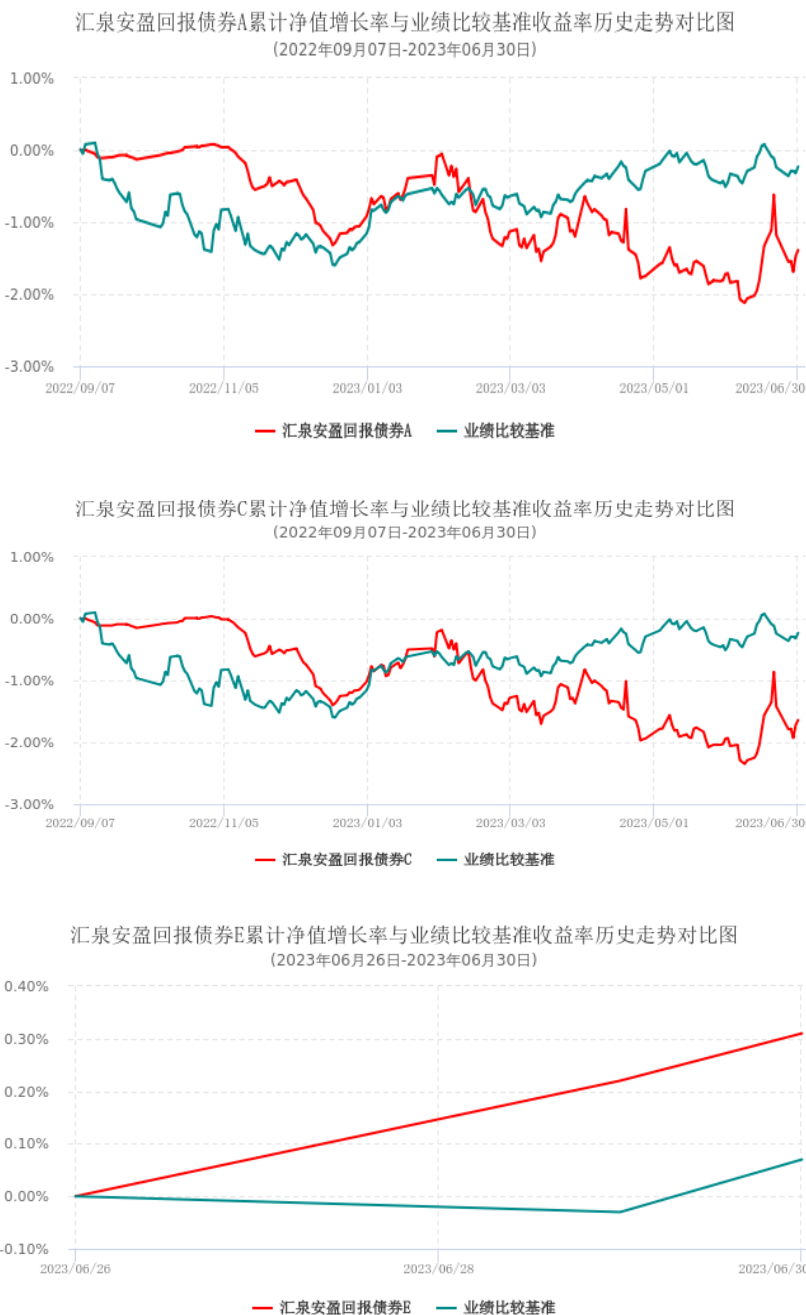 汇泉安盈回报债券A累计净值增长率与业绩比较基准收益率历史走势对比图
(2022年09月07日-2023年06月30日)
1.00%
0.00%
-1.00%
-2.00%
-3.00%
2022/09/07 2022/11/05 2023/01/03 2023/03/03 2023/05/01 2023/06/30
汇泉安盈回报债券A 业绩比较基准
汇泉安盈回报债券C累计净值增长率与业绩比较基准收益率历史走势对比图
(2022年09月07日-2023年06月30日)
1.00%
0.00%
-1.00%
-2.00%
-3.00%
2022/09/07 2022/11/05 2023/01/03 2023/03/03 2023/05/01 2023/06/30
汇泉安盈回报债券C 业绩比较基准
汇泉安盈回报债券E累计净值增长率与业绩比较基准收益率历史走势对比图
(2023年06月26日-2023年06月30日)
0.40%
0.30%
0.20%
0.10%
0.00%
-0.10%
2023/06/26 2023/06/28 2023/06/30
汇泉安盈回报债券E 业绩比较基准